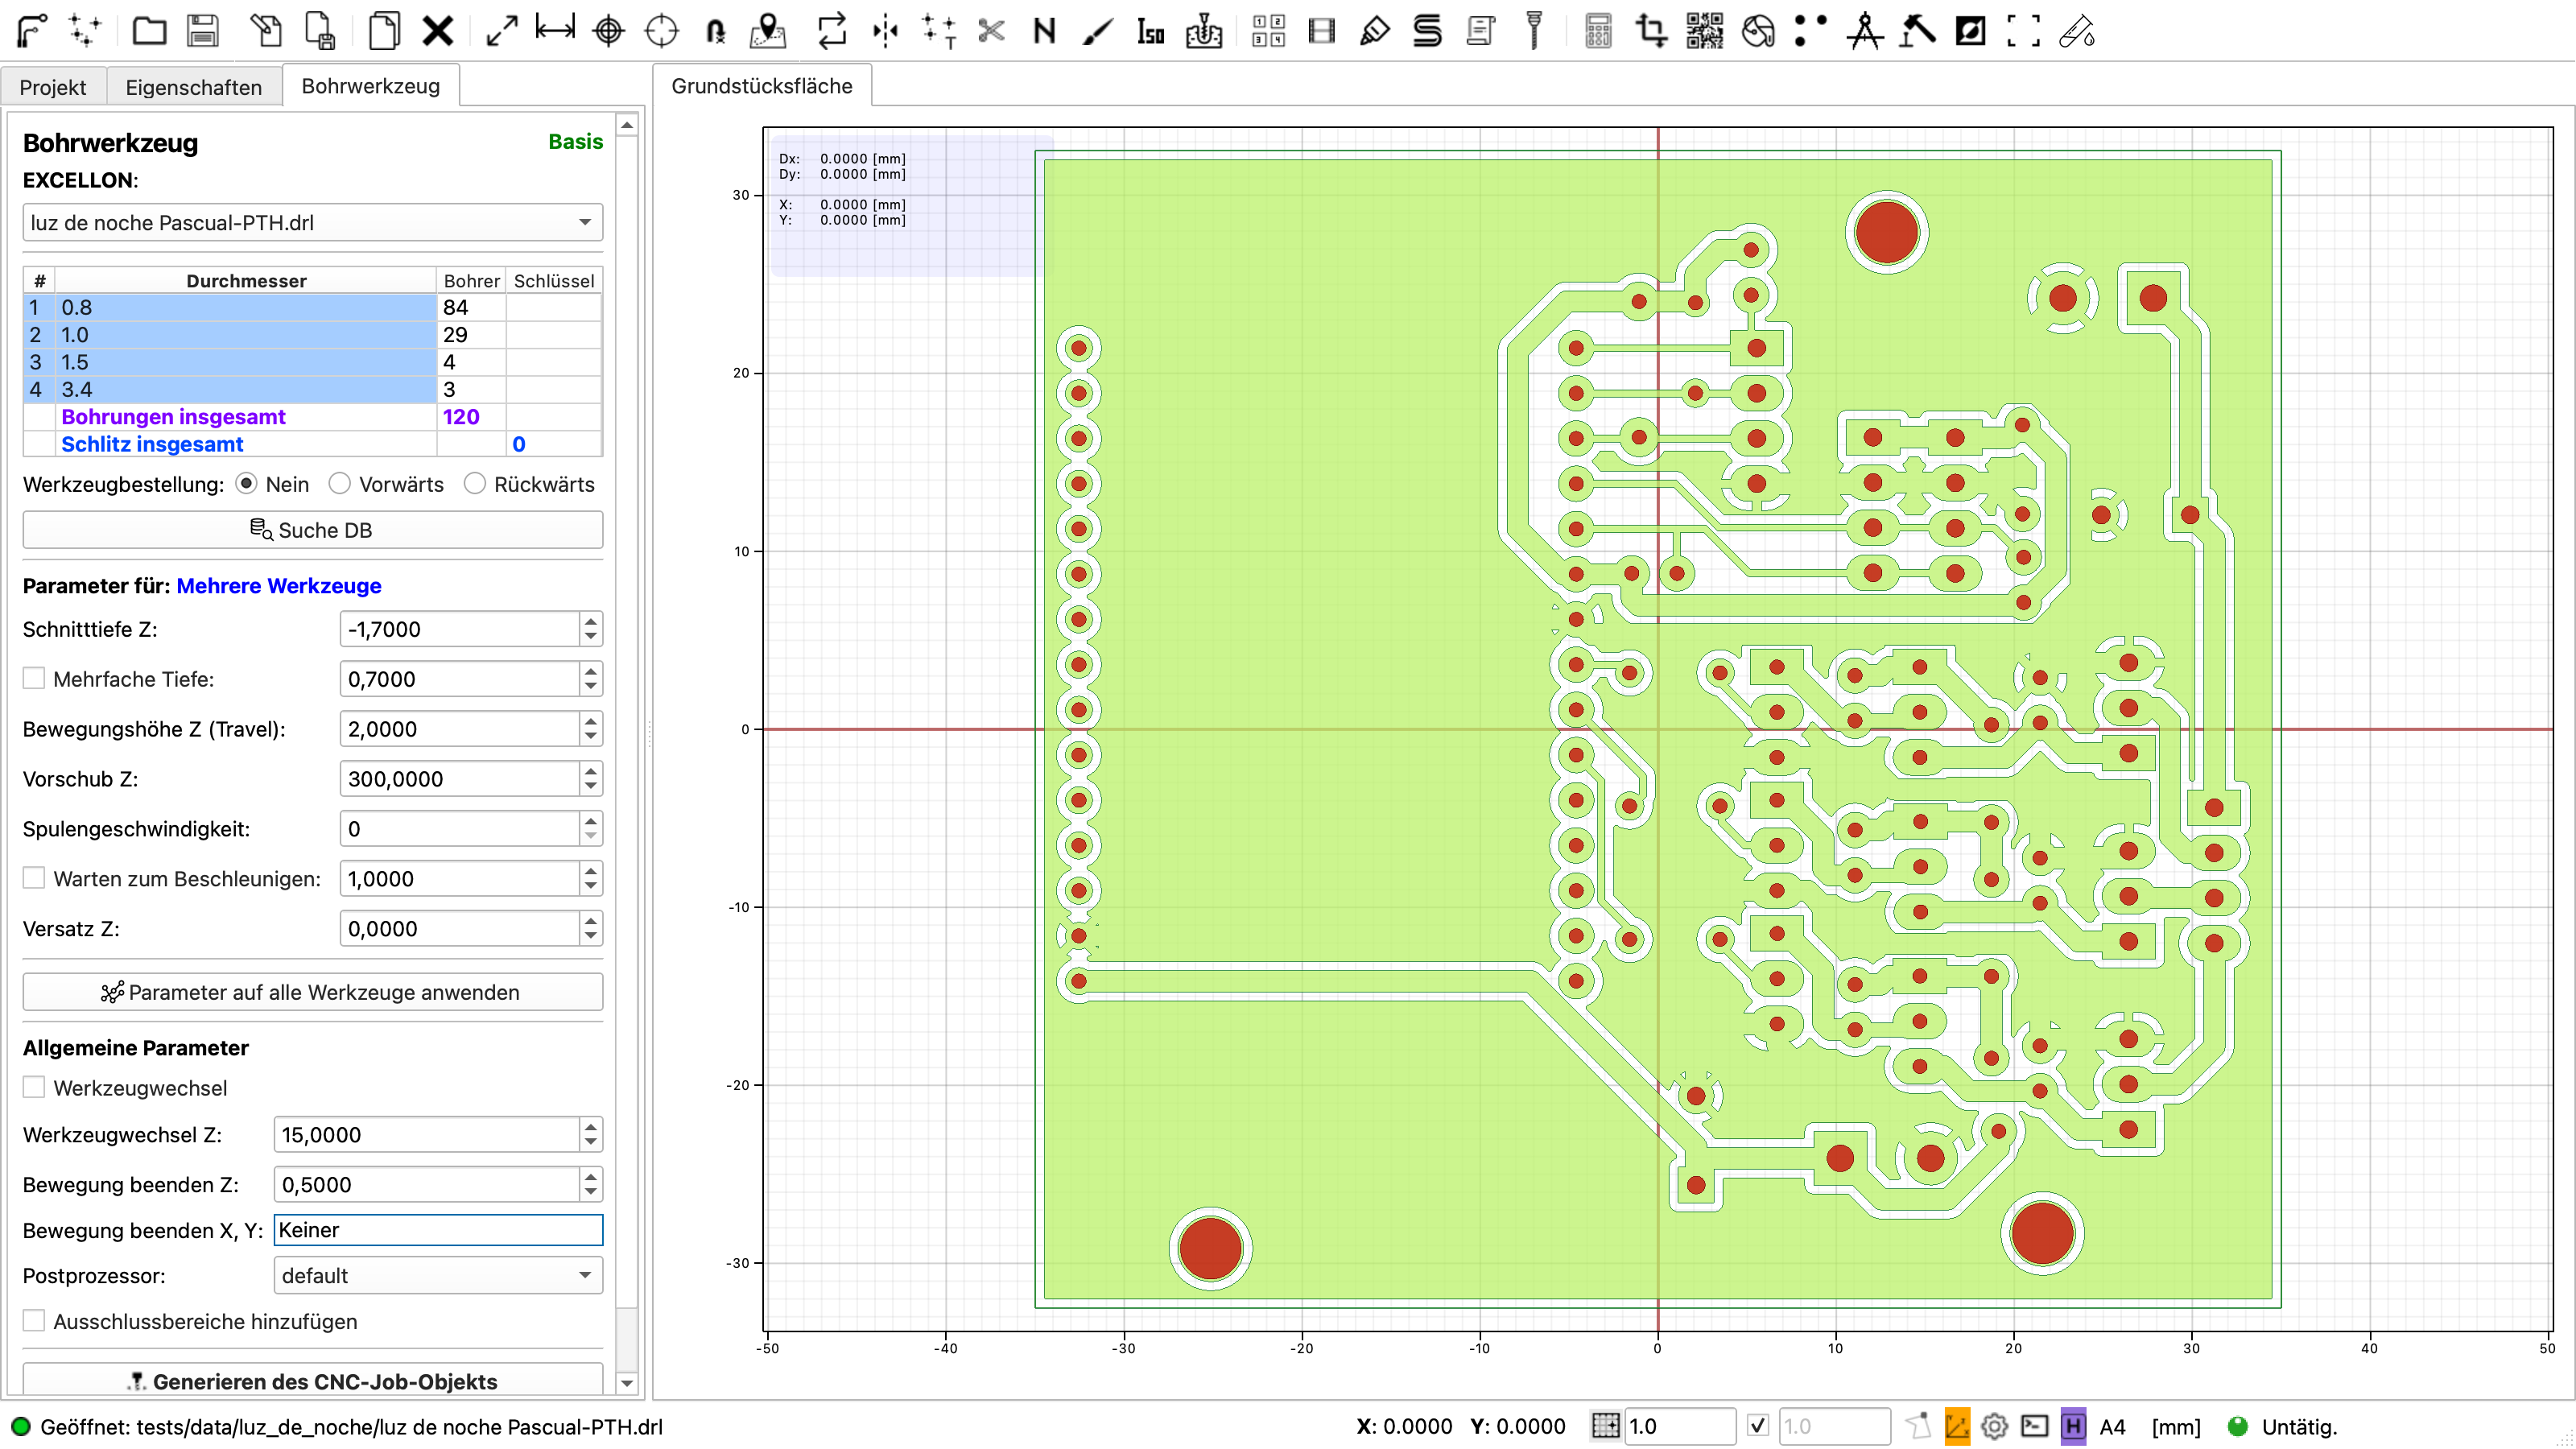 N
Iso
1 2
3 4
Projekt
Eigenschaften
Bohrwerkzeug
Grundstücksfläche
Bohrwerkzeug
Basis
EXCELLON:
luz de noche Pascual-PTH.drl
# Durchmesser Bohrer Schlüssel
1 0.8 84
2 1.0 29
3 1.5 4
4 3.4 3
Bohrungen insgesamt 120
Schlitz insgesamt 0
Werkzeugbestellung: Nein Vorwärts Rückwärts
Suche DB
Parameter für: Mehrere Werkzeuge
Schnitttiefe Z: -1,7000
Mehrfache Tiefe: 0,7000
Bewegungshöhe Z (Travel): 2,0000
Vorschub Z: 300,0000
Spulengeschwindigkeit: 0
Warten zum Beschleunigen: 1,0000
Versatz Z: 0,0000
Parameter auf alle Werkzeuge anwenden
Allgemeine Parameter
Werkzeugwechsel
Werkzeugwechsel Z: 15,0000
Bewegung beenden Z: 0,5000
Bewegung beenden X, Y: Keiner
Postprozessor: default
Ausschlussbereiche hinzufügen
Generieren des CNC-Job-Objekts
Dx: 0.0000 [mm]
Dy: 0.0000 [mm]
X: 0.0000 [mm]
Y: 0.0000 [mm]
30
20
10
0
-10
-20
-30
-50 -40 -30 -20 -10 0 10 20 30 40 50
Geöffnet: tests/data/luz_de_noche/luz de noche Pascual-PTH.drl
X: 0.0000 Y: 0.0000
1.0
1.0
H
A4
[mm]
Untätig.